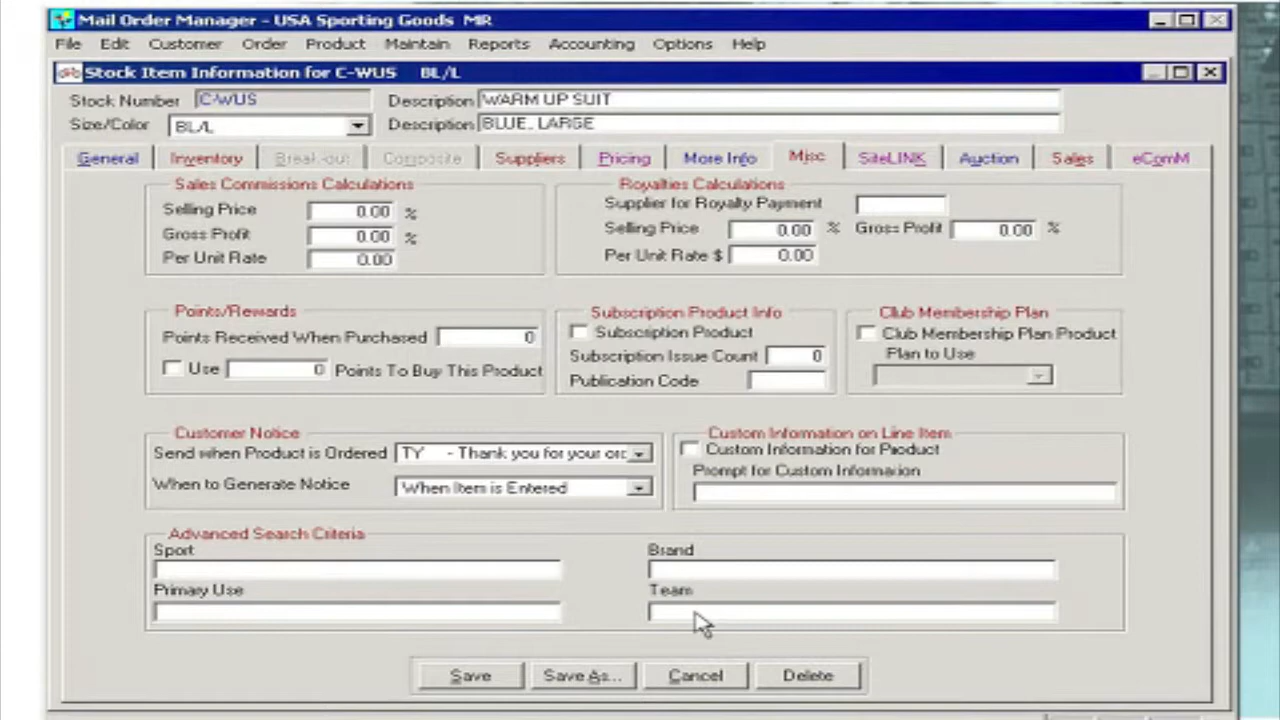 Mail Order Manager - USA Sporting Goods MR
File Edit Customer Order Product Maintain Reports Accounting Options Help
Stock Item Information for C-WUS BL/L
Stock Number C-WUS Description WARM UP SUIT
Size/Color BL/L Description BLUE, LARGE
General Inventory Break-out Composite Suppliers Pricing More Info Misc SiteLINK Auction Sales eComM
Sales Commissions Calculations Royalties Calculations
Supplier for Royalty Payment
Selling Price 0.00 % Selling Price 0.00 % Gross Profit 0.00 %
Gross Profit 0.00 %
Per Unit Rate 0.00 Per Unit Rate $ 0.00
Points/Rewards Subscription Product Info Club Membership Plan
Points Received When Purchased 0 Subscription Product Club Membership Plan Product
Subscription Issue Count 0 Plan to Use
Use 0 Points To Buy This Product Publication Code
Customer Notice Custom Information on Line Item
Send when Product is Ordered TY - Thank you for your orc Custom Information for Product
Prompt for Custom Information
When to Generate Notice When Item is Entered
Advanced Search Criteria
Sport Brand
Primary Use Team
Save Save As... Cancel Delete